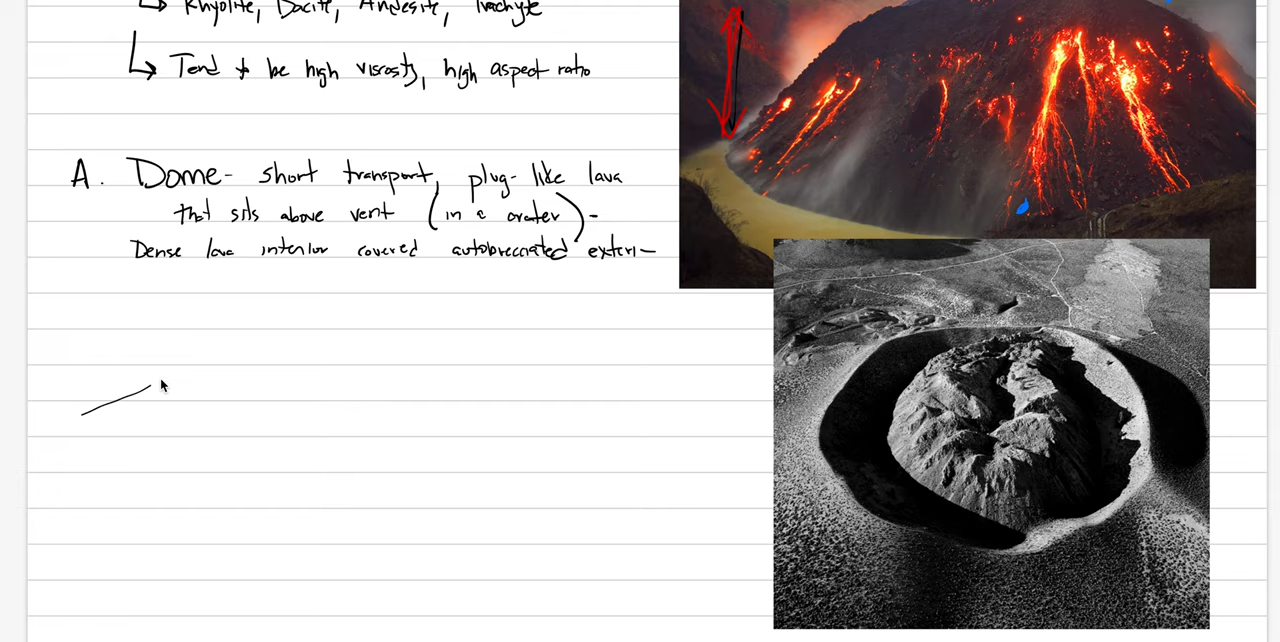 ↳ Rhyolite, Dacite, Andesite, Trachyte
↳ Tend to be high viscosity, high aspect ratio
A. Dome- short transport, plug-like lava
that sits above vent (in a crater) -
Dense lava interior covered autobrecciated exteri-